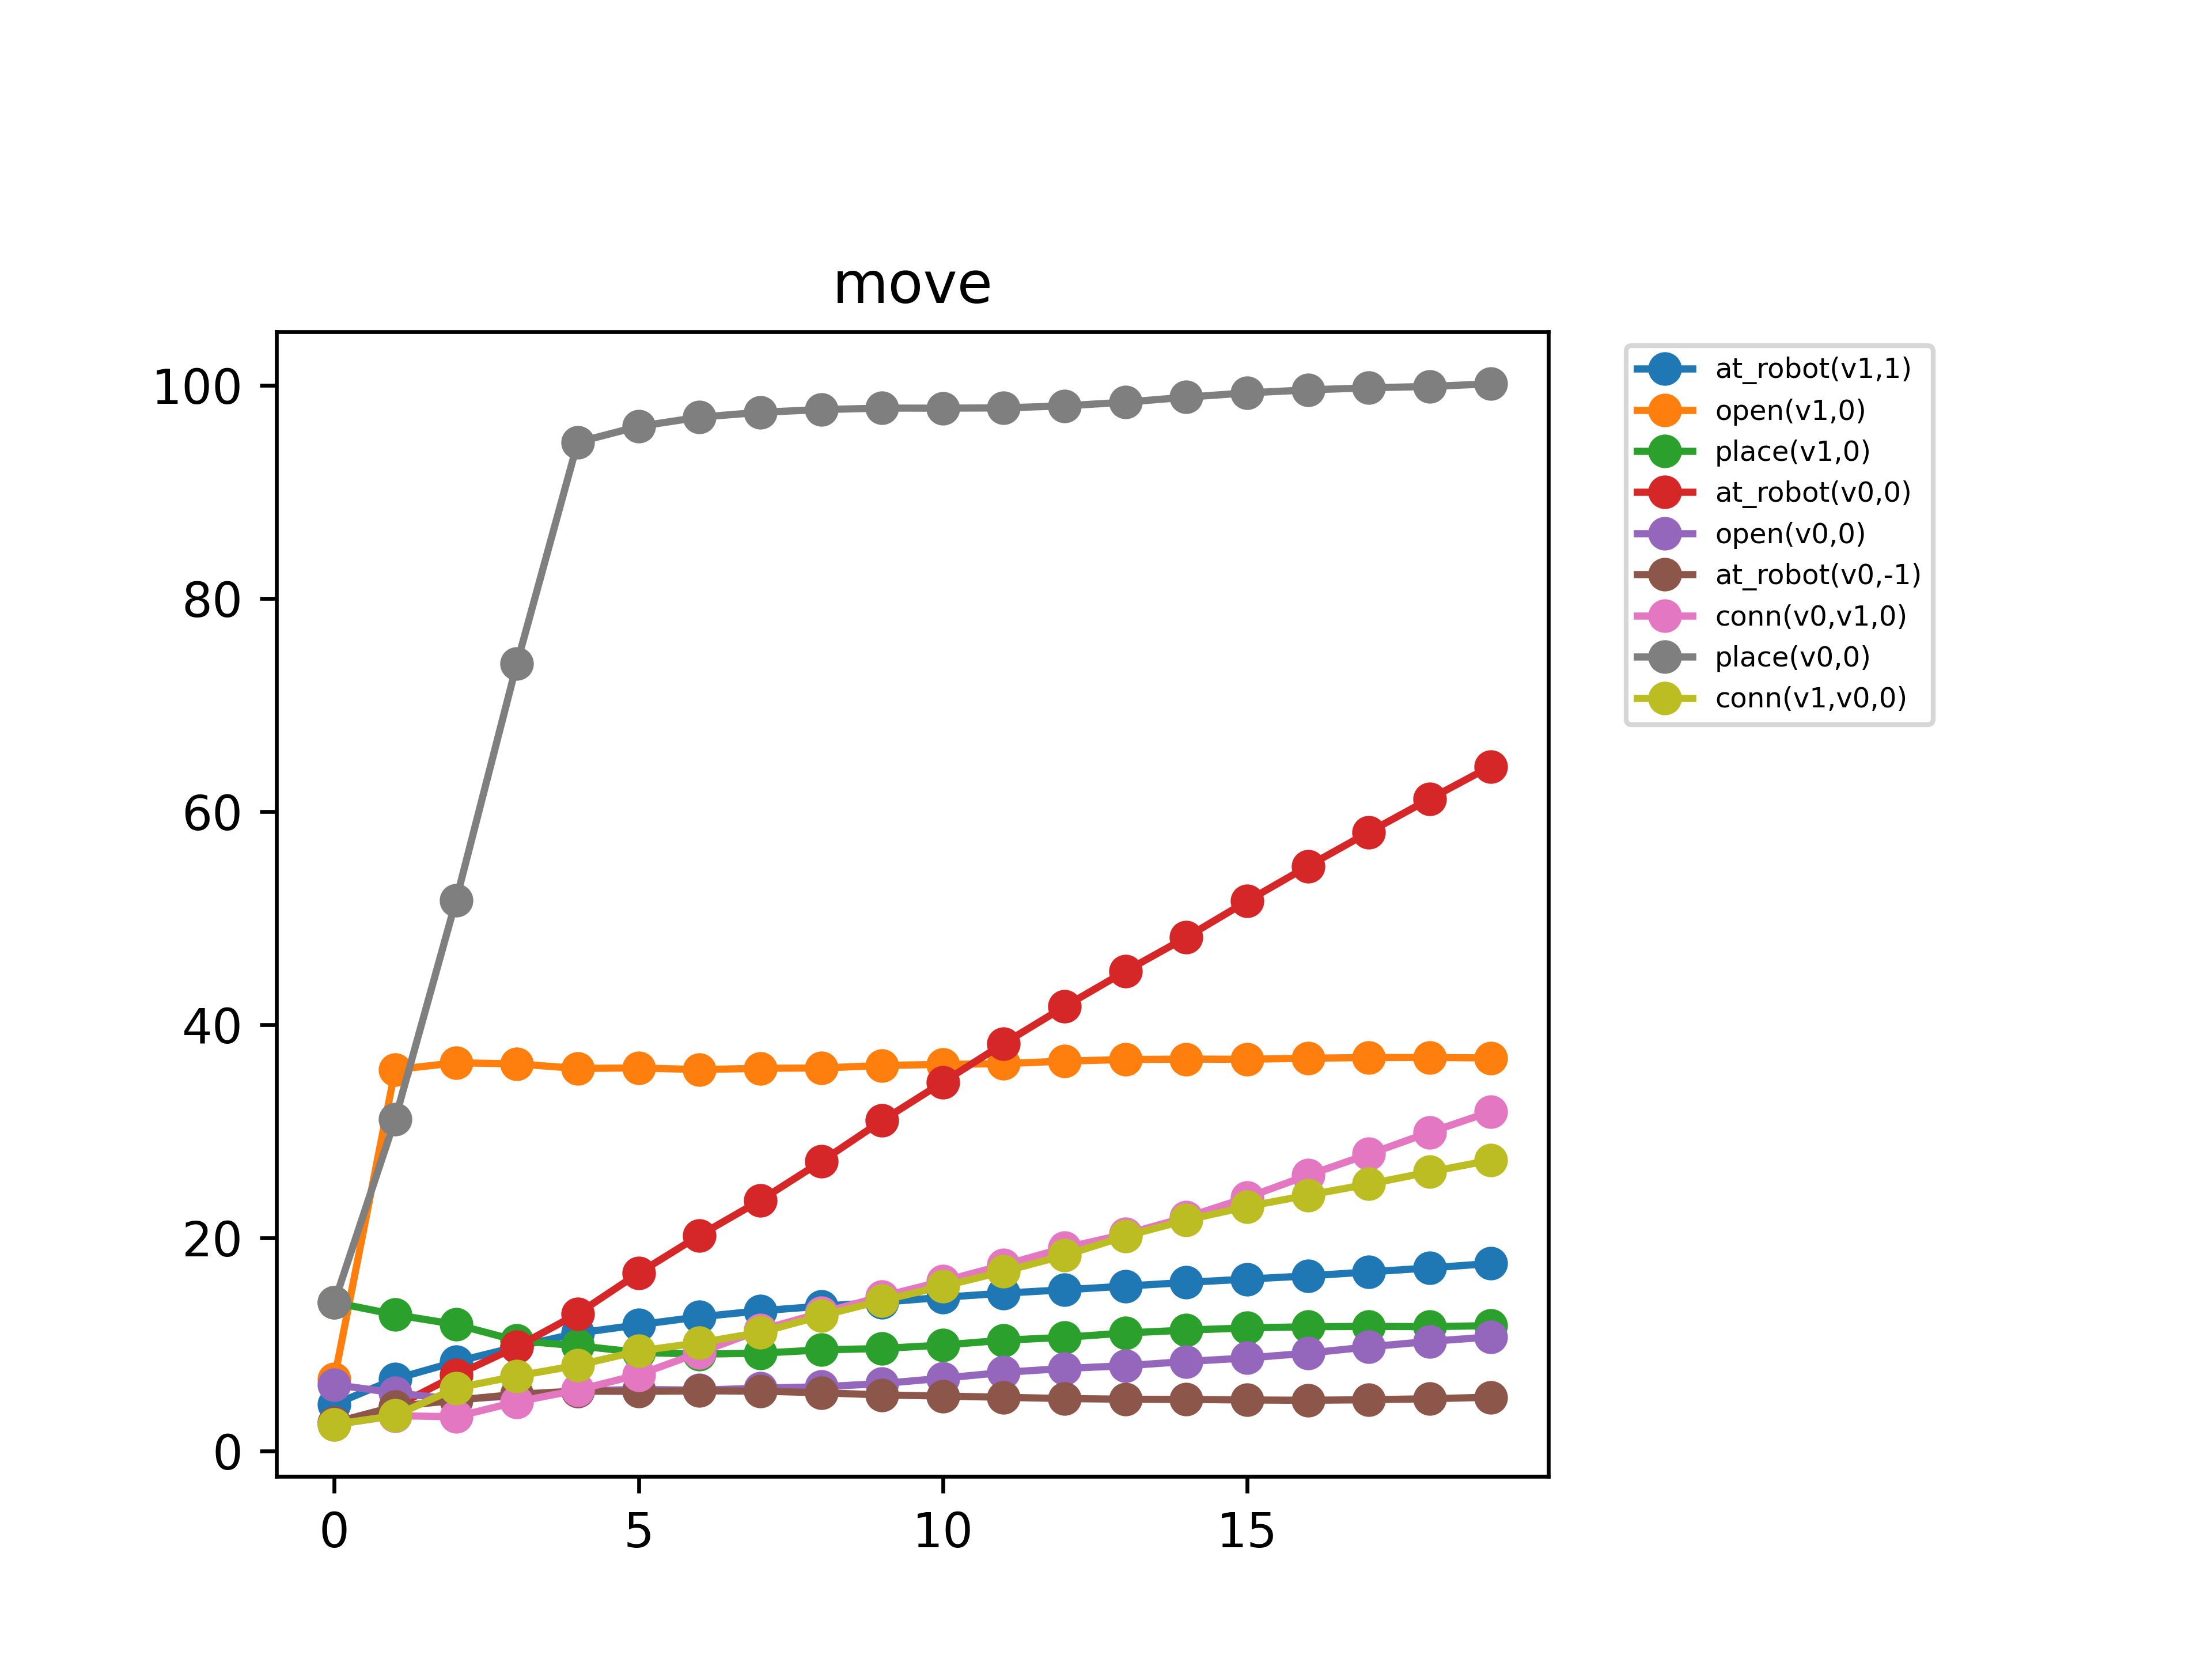 move
100
80
60
40
20
0
0 5 10 15
at_robot(v1,1)
open(v1,0)
place(v1,0)
at_robot(v0,0)
open(v0,0)
at_robot(v0,-1)
conn(v0,v1,0)
place(v0,0)
conn(v1,v0,0)